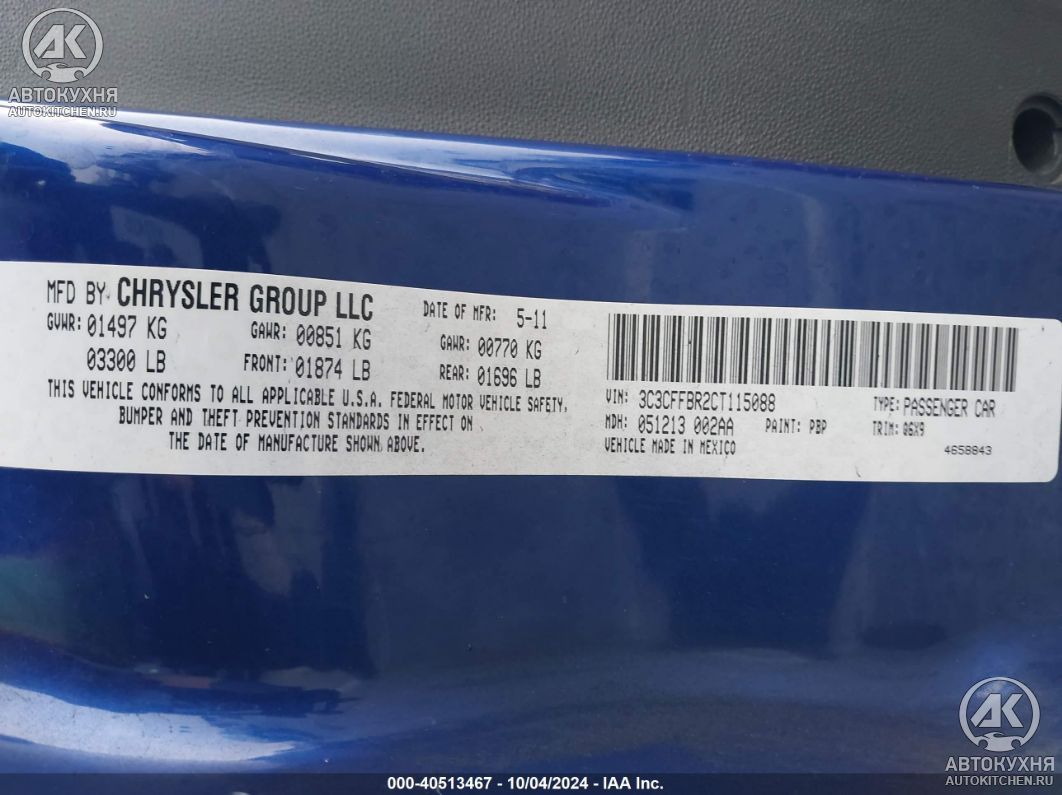 АК
АВТОКУХНЯ
AUTOKITCHEN.RU
MFD BY: CHRYSLER GROUP LLC
DATE OF MFR: 5-11
GVWR: 01497 KG
GAWR: 00851 KG
GAWR: 00770 KG
03300 LB
FRONT: 01874 LB
REAR: 01696 LB
THIS VEHICLE CONFORMS TO ALL APPLICABLE U.S.A. FEDERAL MOTOR VEHICLE SAFETY,
BUMPER AND THEFT PREVENTION STANDARDS IN EFFECT ON
THE DATE OF MANUFACTURE SHOWN ABOVE.
VIN: 3C3CFFBR2CT115088
TYPE: PASSENGER CAR
MDH: 051213 002AA
PAINT: PBP
TRIM: Q6X9
VEHICLE MADE IN MEXICO
4658843
АК
АВТОКУХНЯ
AUTOKITCHEN.RU
000-40513467 - 10/04/2024 - IAA Inc.